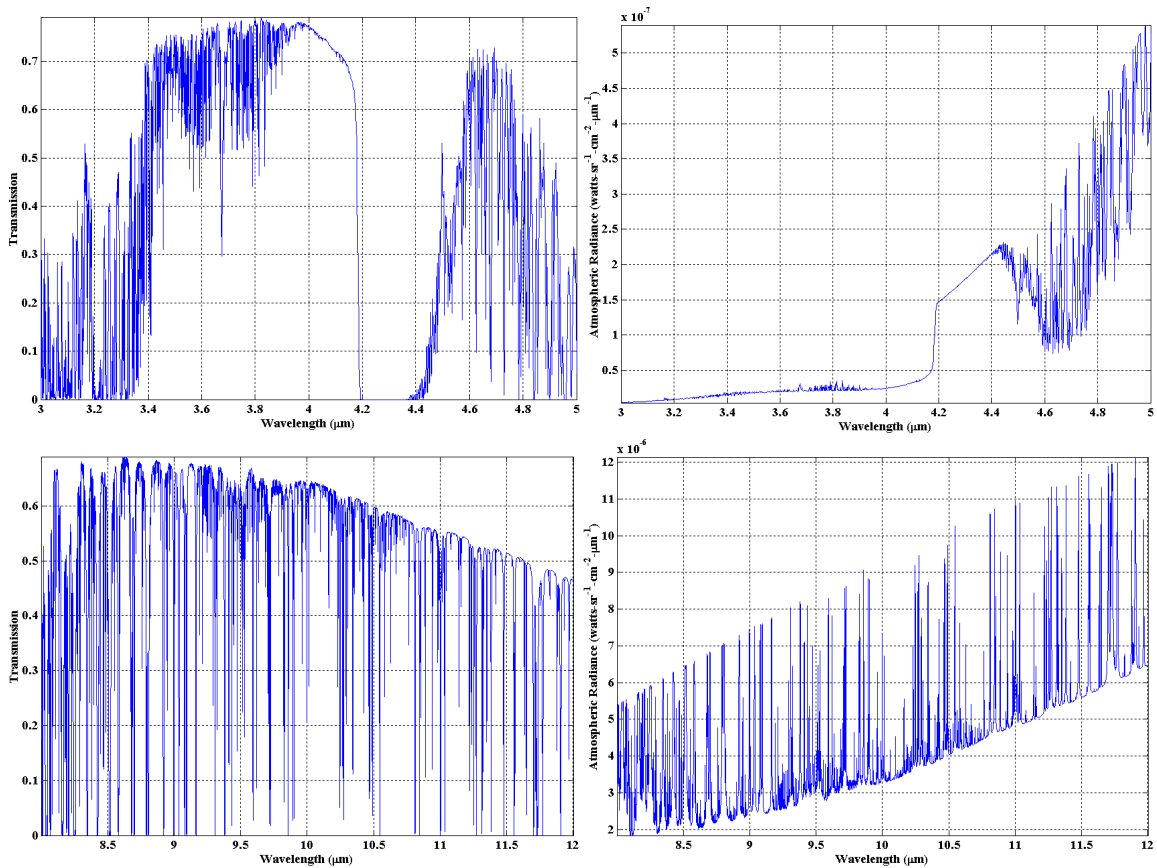 0.7
0.6
0.5
0.4
0.3
0.2
0.1
0
Transmission
3 3.2 3.4 3.6 3.8 4 4.2 4.4 4.6 4.8 5
Wavelength (μm)
x 10⁻⁷
5
4.5
4
3.5
3
2.5
2
1.5
1
0.5
Atmospheric Radiance (watts-sr⁻¹-cm⁻²-μm⁻¹)
3 3.2 3.4 3.6 3.8 4 4.2 4.4 4.6 4.8 5
Wavelength (μm)
0.6
0.5
0.4
0.3
0.2
0.1
0
Transmission
8.5 9 9.5 10 10.5 11 11.5 12
Wavelength (μm)
x 10⁻⁶
12
11
10
9
8
7
6
5
4
3
2
Atmospheric Radiance (watts-sr⁻¹-cm⁻²-μm⁻¹)
8.5 9 9.5 10 10.5 11 11.5 12
Wavelength (μm)